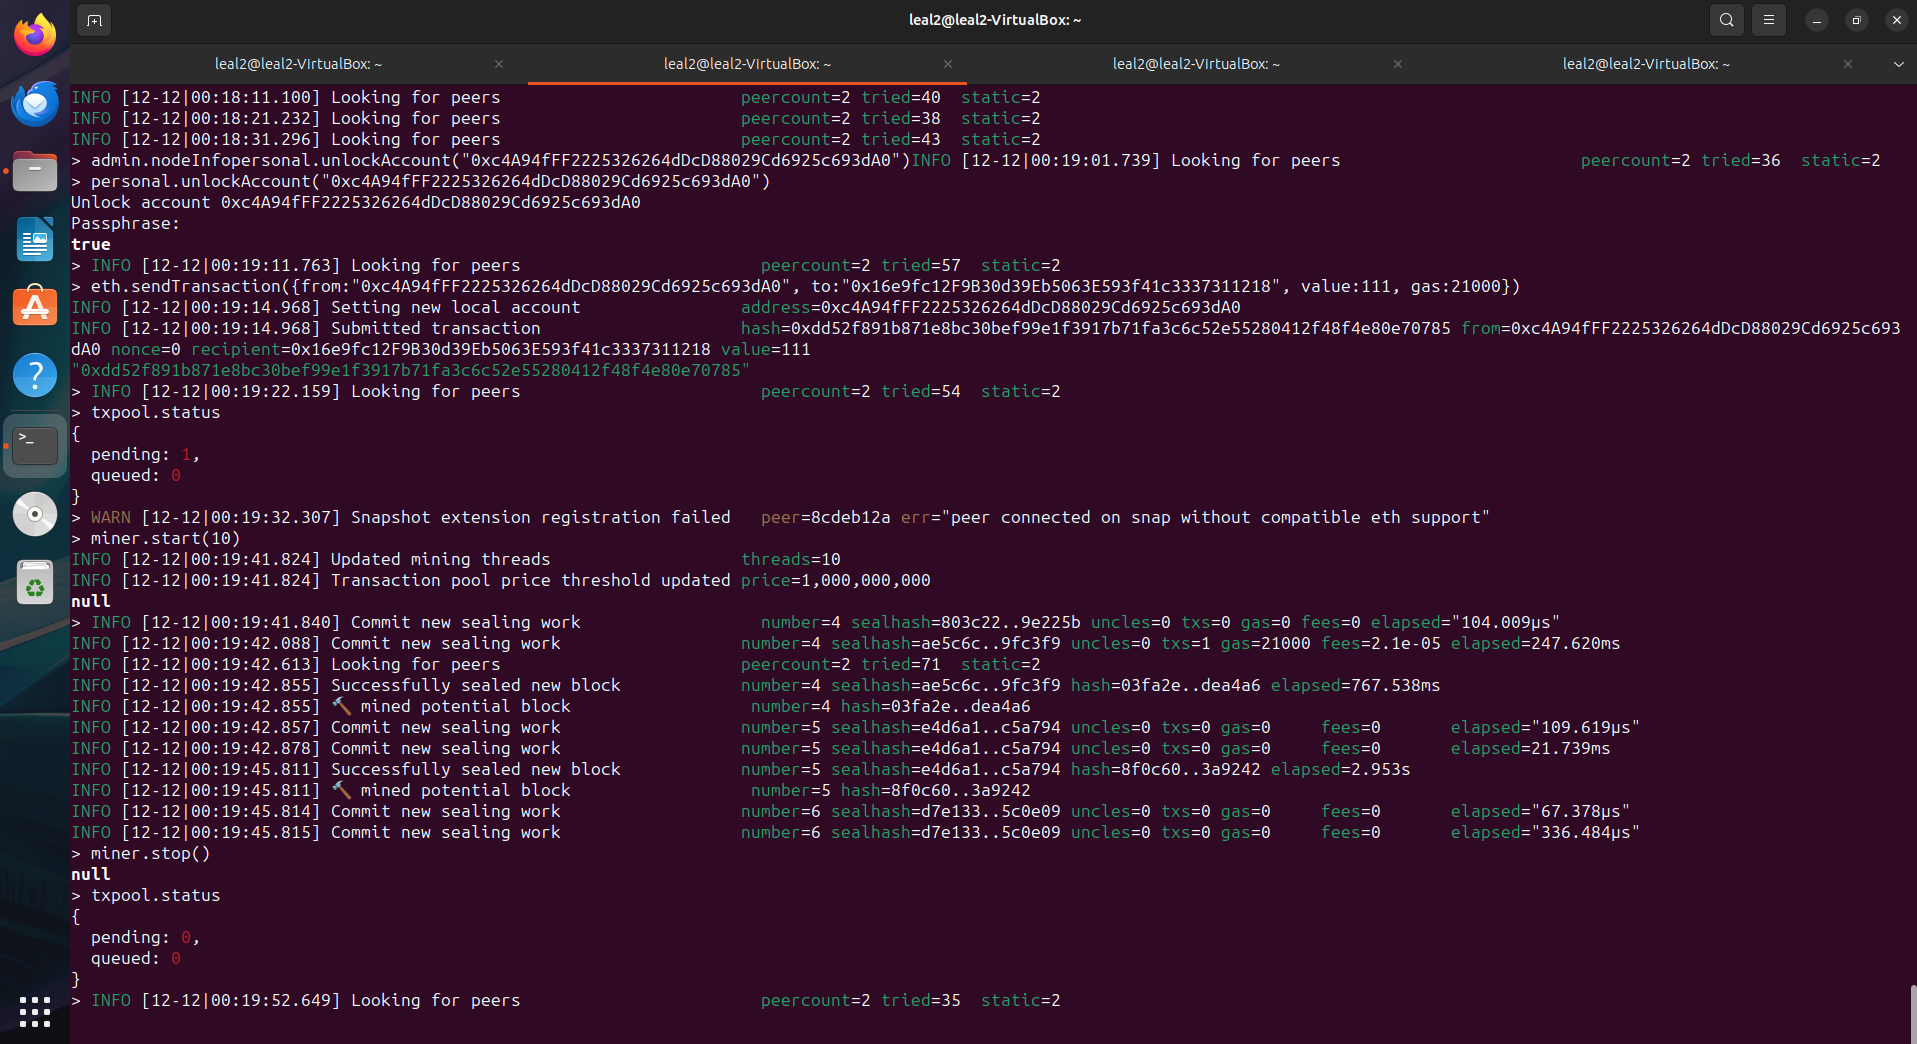 leal2@leal2-VirtualBox: ~
leal2@leal2-VirtualBox: ~
leal2@leal2-VirtualBox: ~
leal2@leal2-VirtualBox: ~
leal2@leal2-VirtualBox: ~
INFO [12-12|00:18:11.100] Looking for peers peercount=2 tried=40 static=2
INFO [12-12|00:18:21.232] Looking for peers peercount=2 tried=38 static=2
INFO [12-12|00:18:31.296] Looking for peers peercount=2 tried=43 static=2
> admin.nodeInfopersonal.unlockAccount("0xc4A94fFF2225326264dDcD88029Cd6925c693dA0")INFO [12-12|00:19:01.739] Looking for peers peercount=2 tried=36 static=2
> personal.unlockAccount("0xc4A94fFF2225326264dDcD88029Cd6925c693dA0")
Unlock account 0xc4A94fFF2225326264dDcD88029Cd6925c693dA0
Passphrase:
true
> INFO [12-12|00:19:11.763] Looking for peers peercount=2 tried=57 static=2
> eth.sendTransaction({from:"0xc4A94fFF2225326264dDcD88029Cd6925c693dA0", to:"0x16e9fc12F9B30d39Eb5063E593f41c3337311218", value:111, gas:21000})
INFO [12-12|00:19:14.968] Setting new local account address=0xc4A94fFF2225326264dDcD88029Cd6925c693dA0
INFO [12-12|00:19:14.968] Submitted transaction hash=0xdd52f891b871e8bc30bef99e1f3917b71fa3c6c52e55280412f48f4e80e70785 from=0xc4A94fFF2225326264dDcD88029Cd6925c693
dA0 nonce=0 recipient=0x16e9fc12F9B30d39Eb5063E593f41c3337311218 value=111
"0xdd52f891b871e8bc30bef99e1f3917b71fa3c6c52e55280412f48f4e80e70785"
> INFO [12-12|00:19:22.159] Looking for peers peercount=2 tried=54 static=2
> txpool.status
{
pending: 1,
queued: 0
}
> WARN [12-12|00:19:32.307] Snapshot extension registration failed peer=8cdeb12a err="peer connected on snap without compatible eth support"
> miner.start(10)
INFO [12-12|00:19:41.824] Updated mining threads threads=10
INFO [12-12|00:19:41.824] Transaction pool price threshold updated price=1,000,000,000
null
> INFO [12-12|00:19:41.840] Commit new sealing work number=4 sealhash=803c22..9e225b uncles=0 txs=0 gas=0 fees=0 elapsed="104.009µs"
INFO [12-12|00:19:42.088] Commit new sealing work number=4 sealhash=ae5c6c..9fc3f9 uncles=0 txs=1 gas=21000 fees=2.1e-05 elapsed=247.620ms
INFO [12-12|00:19:42.613] Looking for peers peercount=2 tried=71 static=2
INFO [12-12|00:19:42.855] Successfully sealed new block number=4 sealhash=ae5c6c..9fc3f9 hash=03fa2e..dea4a6 elapsed=767.538ms
INFO [12-12|00:19:42.855] 🔨 mined potential block number=4 hash=03fa2e..dea4a6
INFO [12-12|00:19:42.857] Commit new sealing work number=5 sealhash=e4d6a1..c5a794 uncles=0 txs=0 gas=0 fees=0 elapsed="109.619µs"
INFO [12-12|00:19:42.878] Commit new sealing work number=5 sealhash=e4d6a1..c5a794 uncles=0 txs=0 gas=0 fees=0 elapsed=21.739ms
INFO [12-12|00:19:45.811] Successfully sealed new block number=5 sealhash=e4d6a1..c5a794 hash=8f0c60..3a9242 elapsed=2.953s
INFO [12-12|00:19:45.811] 🔨 mined potential block number=5 hash=8f0c60..3a9242
INFO [12-12|00:19:45.814] Commit new sealing work number=6 sealhash=d7e133..5c0e09 uncles=0 txs=0 gas=0 fees=0 elapsed="67.378µs"
INFO [12-12|00:19:45.815] Commit new sealing work number=6 sealhash=d7e133..5c0e09 uncles=0 txs=0 gas=0 fees=0 elapsed="336.484µs"
> miner.stop()
null
> txpool.status
{
pending: 0,
queued: 0
}
> INFO [12-12|00:19:52.649] Looking for peers peercount=2 tried=35 static=2